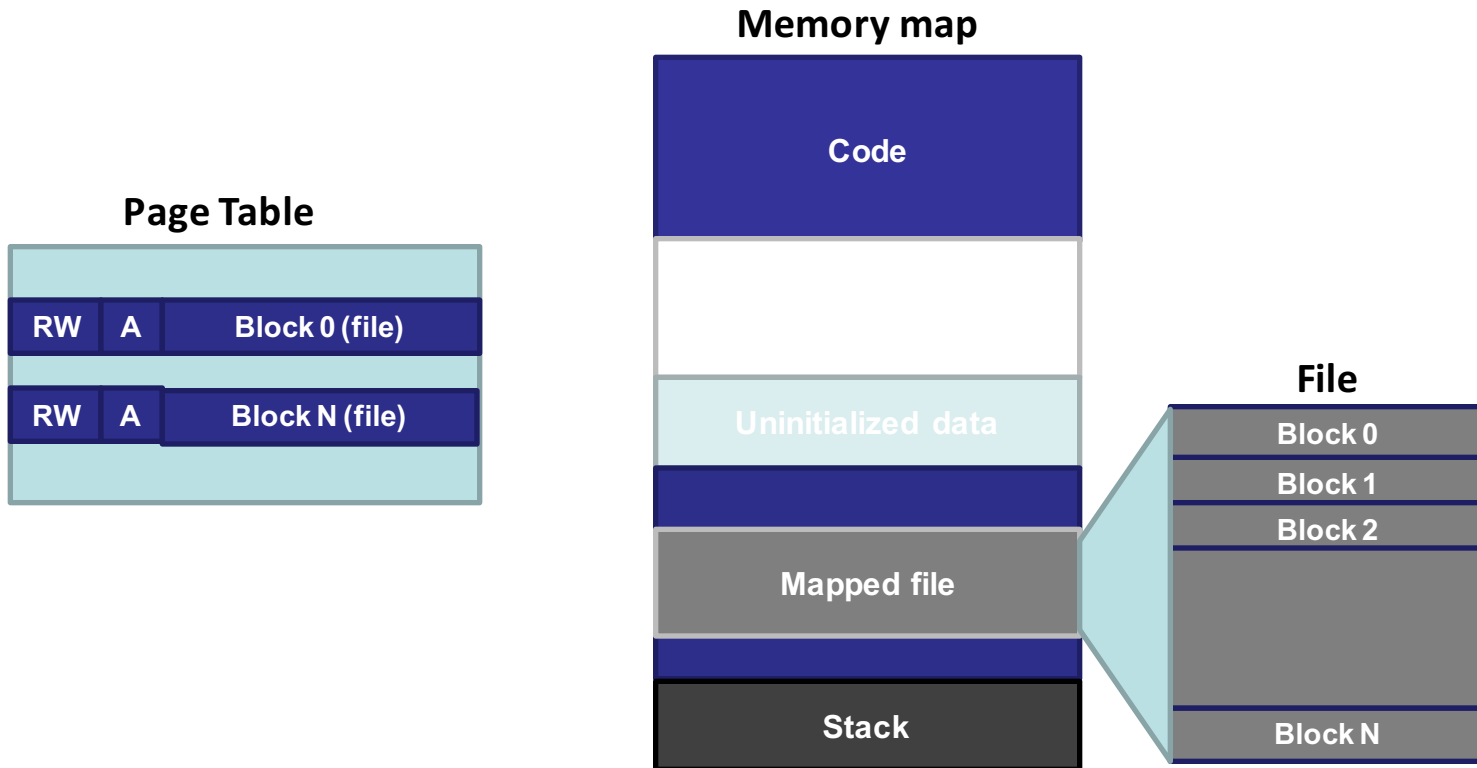 Memory map
Code
Page Table
RW A Block 0 (file)
RW A Block N (file)
Uninitialized data
Mapped file
Stack
File
Block 0
Block 1
Block 2
Block N